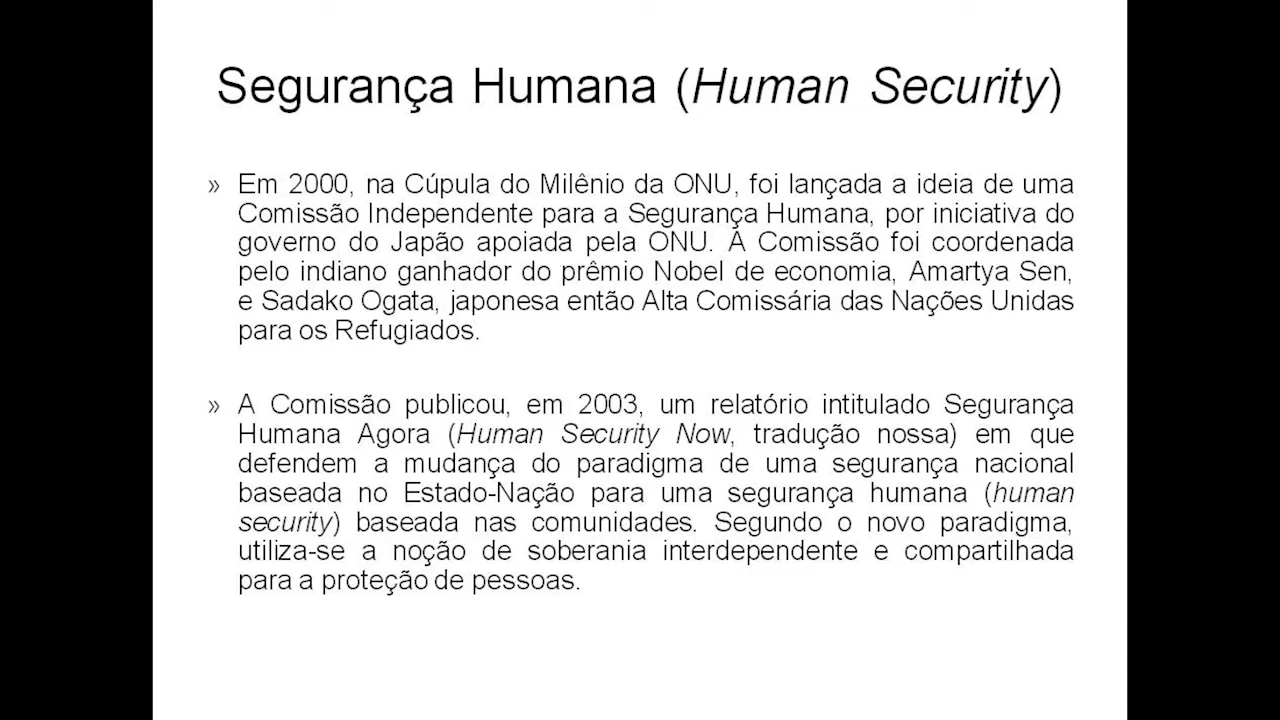 Segurança Humana (Human Security)
» Em 2000, na Cúpula do Milênio da ONU, foi lançada a ideia de uma
Comissão Independente para a Segurança Humana, por iniciativa do
governo do Japão apoiada pela ONU. A Comissão foi coordenada
pelo indiano ganhador do prêmio Nobel de economia, Amartya Sen,
e Sadako Ogata, japonesa então Alta Comissária das Nações Unidas
para os Refugiados.
» A Comissão publicou, em 2003, um relatório intitulado Segurança
Humana Agora (Human Security Now, tradução nossa) em que
defendem a mudança do paradigma de uma segurança nacional
baseada no Estado-Nação para uma segurança humana (human
security) baseada nas comunidades. Segundo o novo paradigma,
utiliza-se a noção de soberania interdependente e compartilhada
para a proteção de pessoas.